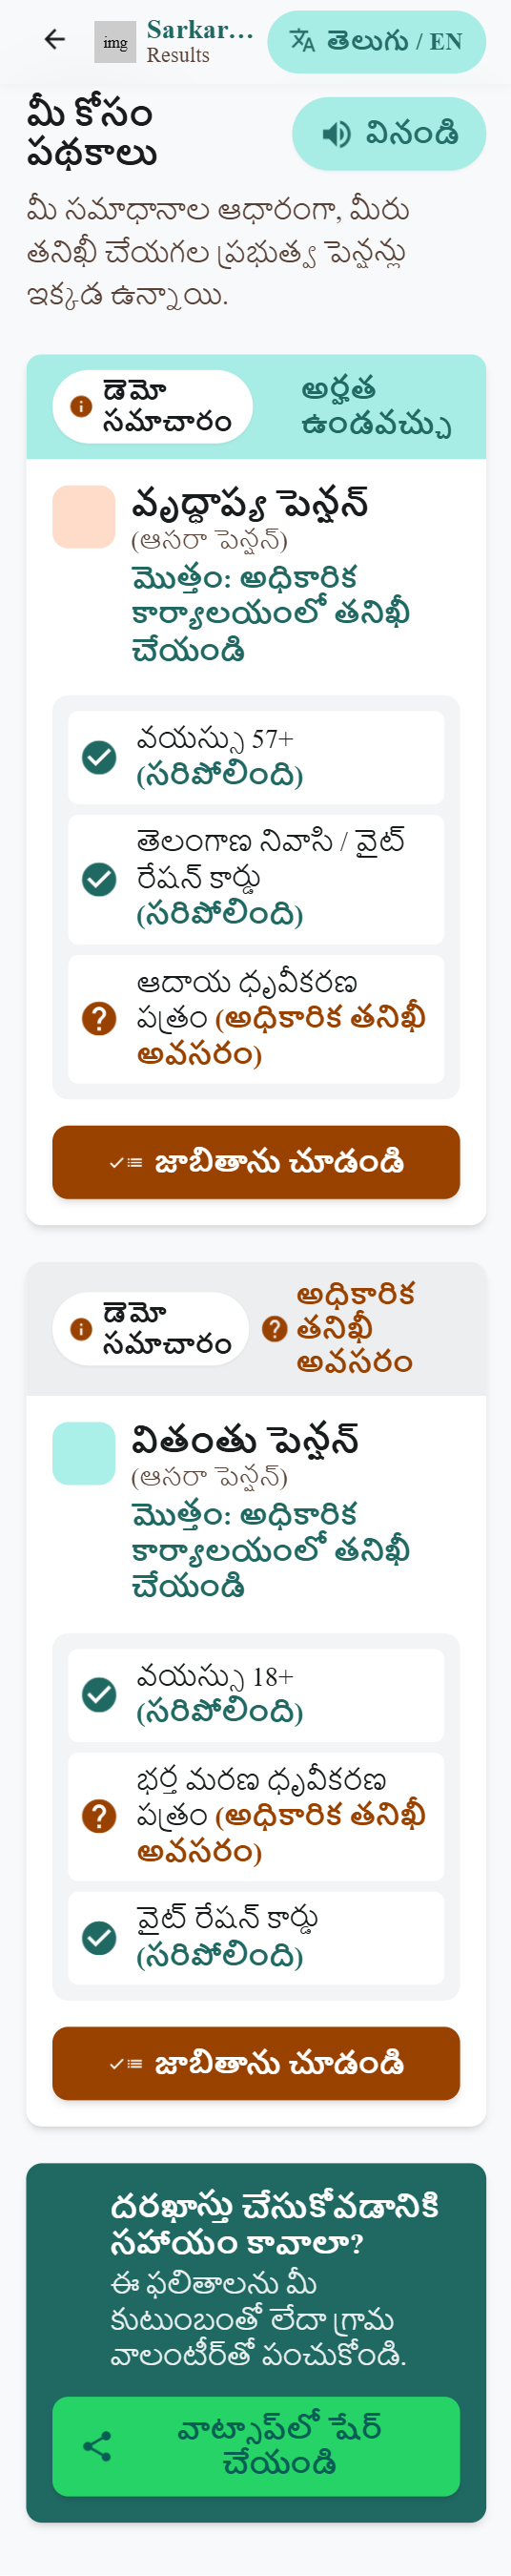 img
Sarkar...
Results
తెలుగు / EN
మీ కోసం
పథకాలు
వినండి
మీ సమాధానాల ఆధారంగా, మీరు
తనిఖీ చేయగల ప్రభుత్వ పెన్షన్లు
ఇక్కడ ఉన్నాయి.
డెమో
సమాచారం
అర్హత
ఉండవచ్చు
వృద్ధాప్య పెన్షన్
(ఆసరా పెన్షన్)
మొత్తం: అధికారిక
కార్యాలయంలో తనిఖీ
చేయండి
వయస్సు 57+
(సరిపోలింది)
తెలంగాణ నివాసి / వైట్
రేషన్ కార్డు
(సరిపోలింది)
ఆదాయ ధృవీకరణ
పత్రం (అధికారిక తనిఖీ
అవసరం)
జాబితాను చూడండి
డెమో
సమాచారం
అధికారిక
తనిఖీ
అవసరం
వితంతు పెన్షన్
(ఆసరా పెన్షన్)
మొత్తం: అధికారిక
కార్యాలయంలో తనిఖీ
చేయండి
వయస్సు 18+
(సరిపోలింది)
భర్త మరణ ధృవీకరణ
పత్రం (అధికారిక తనిఖీ
అవసరం)
వైట్ రేషన్ కార్డు
(సరిపోలింది)
జాబితాను చూడండి
దరఖాస్తు చేసుకోవడానికి
సహాయం కావాలా?
ఈ ఫలితాలను మీ
కుటుంబంతో లేదా గ్రామ
వాలంటీర్‌తో పంచుకోండి.
వాట్సాప్‌లో షేర్
చేయండి